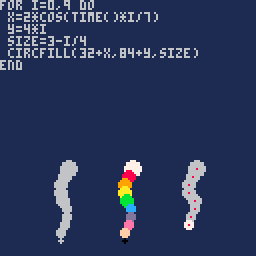 FOR I=0,9 DO
X=2*COS(TIME()*I/7)
Y=4*I
SIZE=3-I/4
CIRCFILL(32+X,84+Y,SIZE)
END